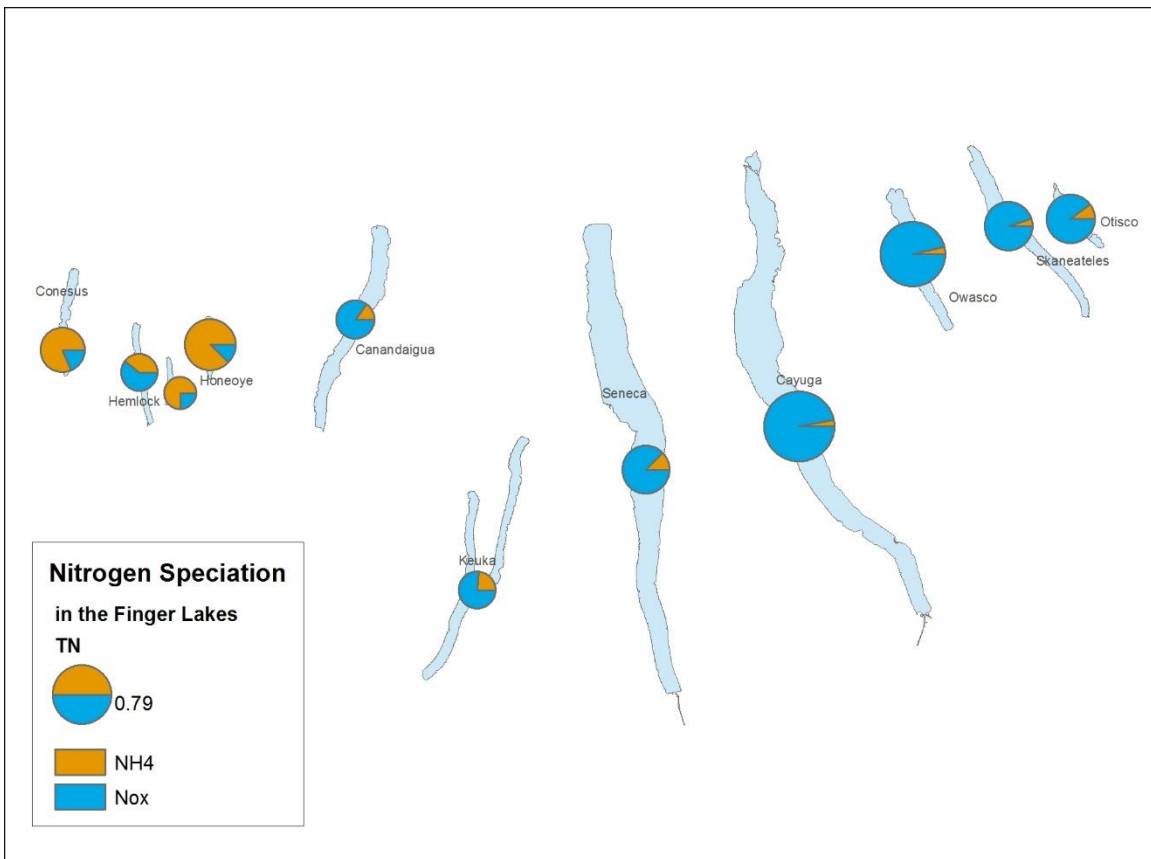 Otisco
Skaneateles
Conesus
Owasco
Canandaigua
Honeoye
Cayuga
Seneca
Hemlock
Keuka
Nitrogen Speciation
in the Finger Lakes
TN
0.79
NH4
Nox